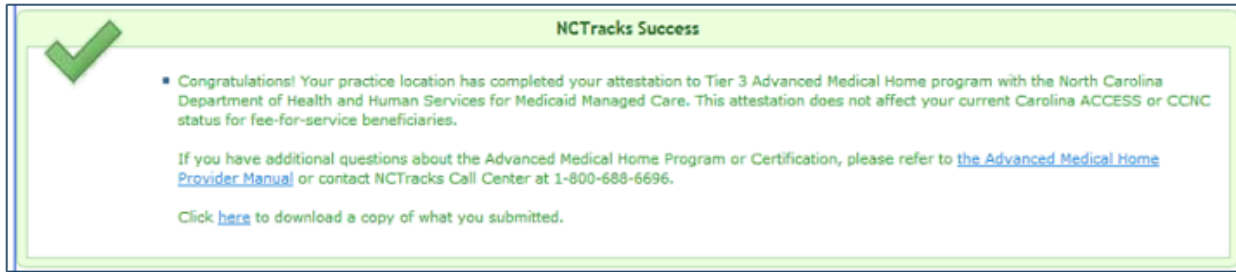 NCTracks Success
Congratulations! Your practice location has completed your attestation to Tier 3 Advanced Medical Home program with the North Carolina
Department of Health and Human Services for Medicaid Managed Care. This attestation does not affect your current Carolina ACCESS or CCNC
status for fee-for-service beneficiaries.
If you have additional questions about the Advanced Medical Home Program or Certification, please refer to the Advanced Medical Home
Provider Manual or contact NCTracks Call Center at 1-800-688-6696.
Click here to download a copy of what you submitted.